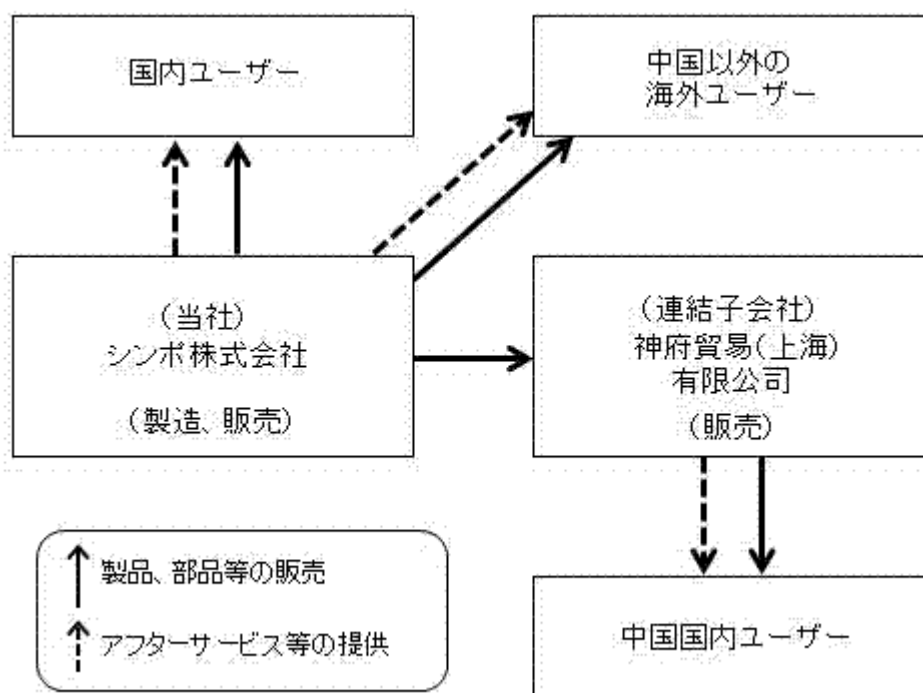 国内ユーザー
中国以外の
海外ユーザー
(当社)
シンポ株式会社
(製造、販売)
(連結子会社)
神府貿易(上海)
有限公司
(販売)
製品、部品等の販売
アフターサービス等の提供
中国国内ユーザー